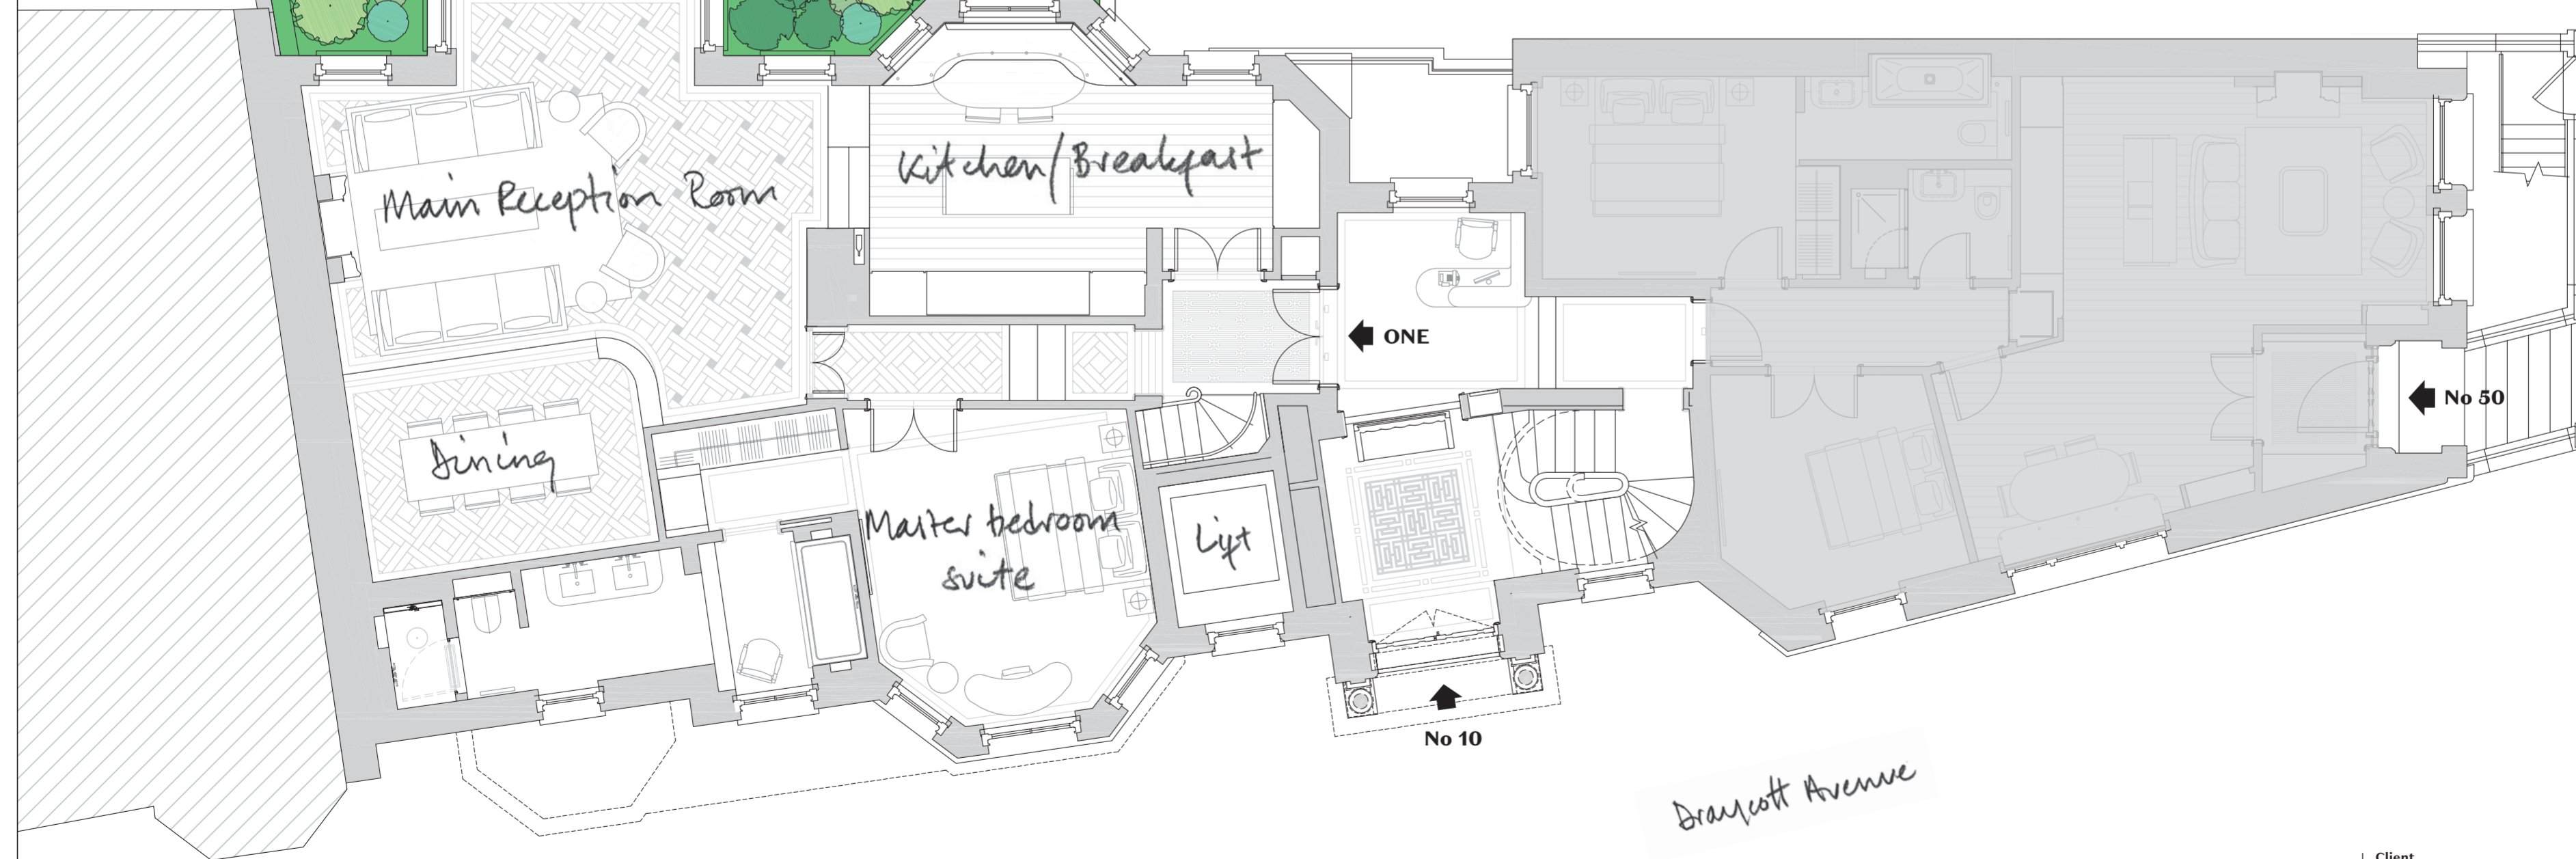 Main Reception Room
Kitchen/Breakfast
ONE
Dining
Master bedroom
suite
Lift
No 50
No 10
Draycott Avenue
Client